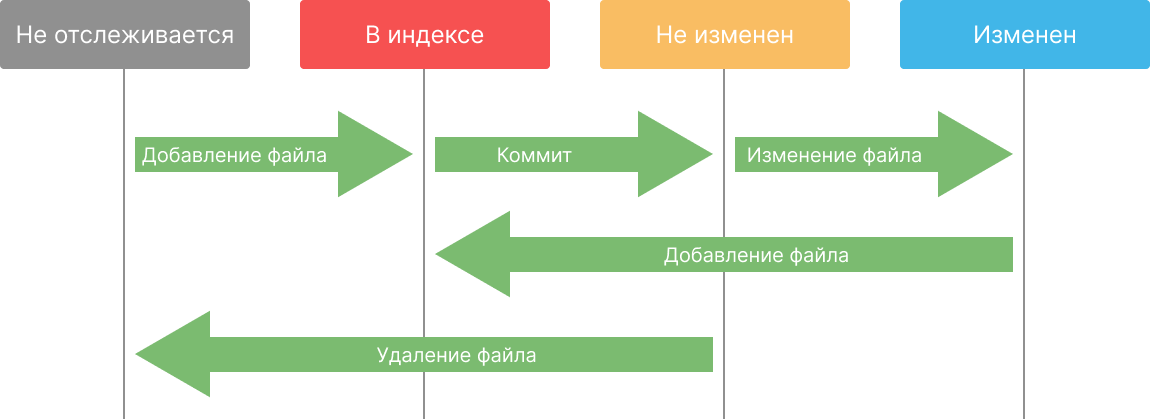 Не отслеживается
В индексе
Не изменен
Изменен
Добавление файла
Коммит
Изменение файла
Добавление файла
Удаление файла